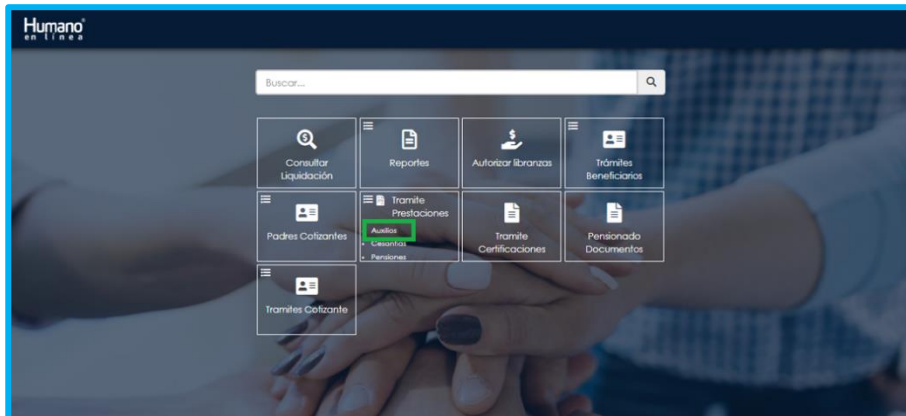 Humano®
en línea
Buscar...
Consultar
Liquidación
Reportes
Autorizar libranzas
Trámites
Beneficiarios
Padres Cotizantes
Tramite
Prestaciones
Auxilios
Cesantías
Pensiones
Tramite
Certificaciones
Pensionado
Documentos
Tramites Cotizante